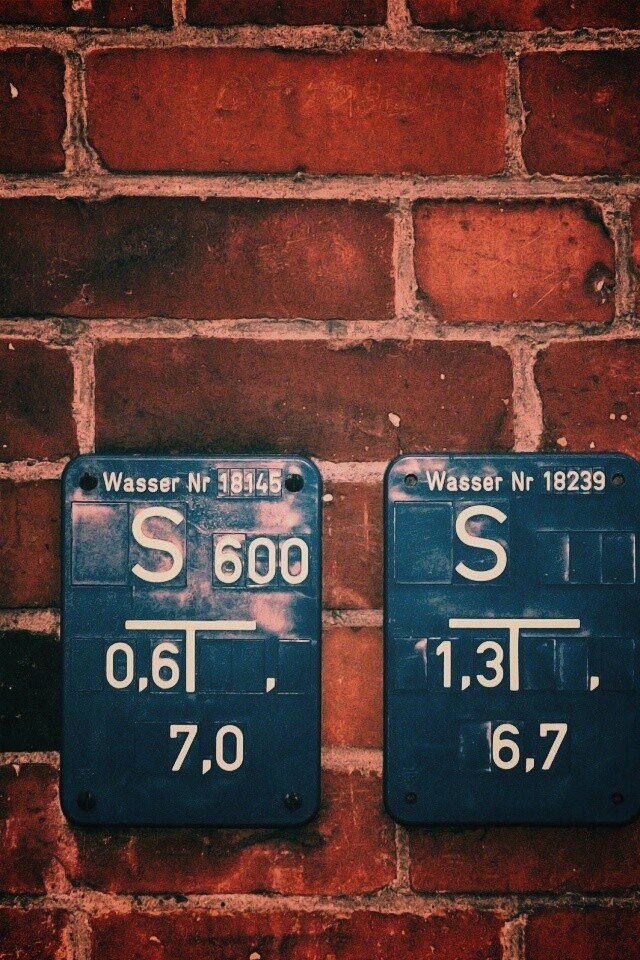 Wasser Nr 18145
S 600
0,6 ,
7,0
Wasser Nr 18239
S
1,3 ,
6,7